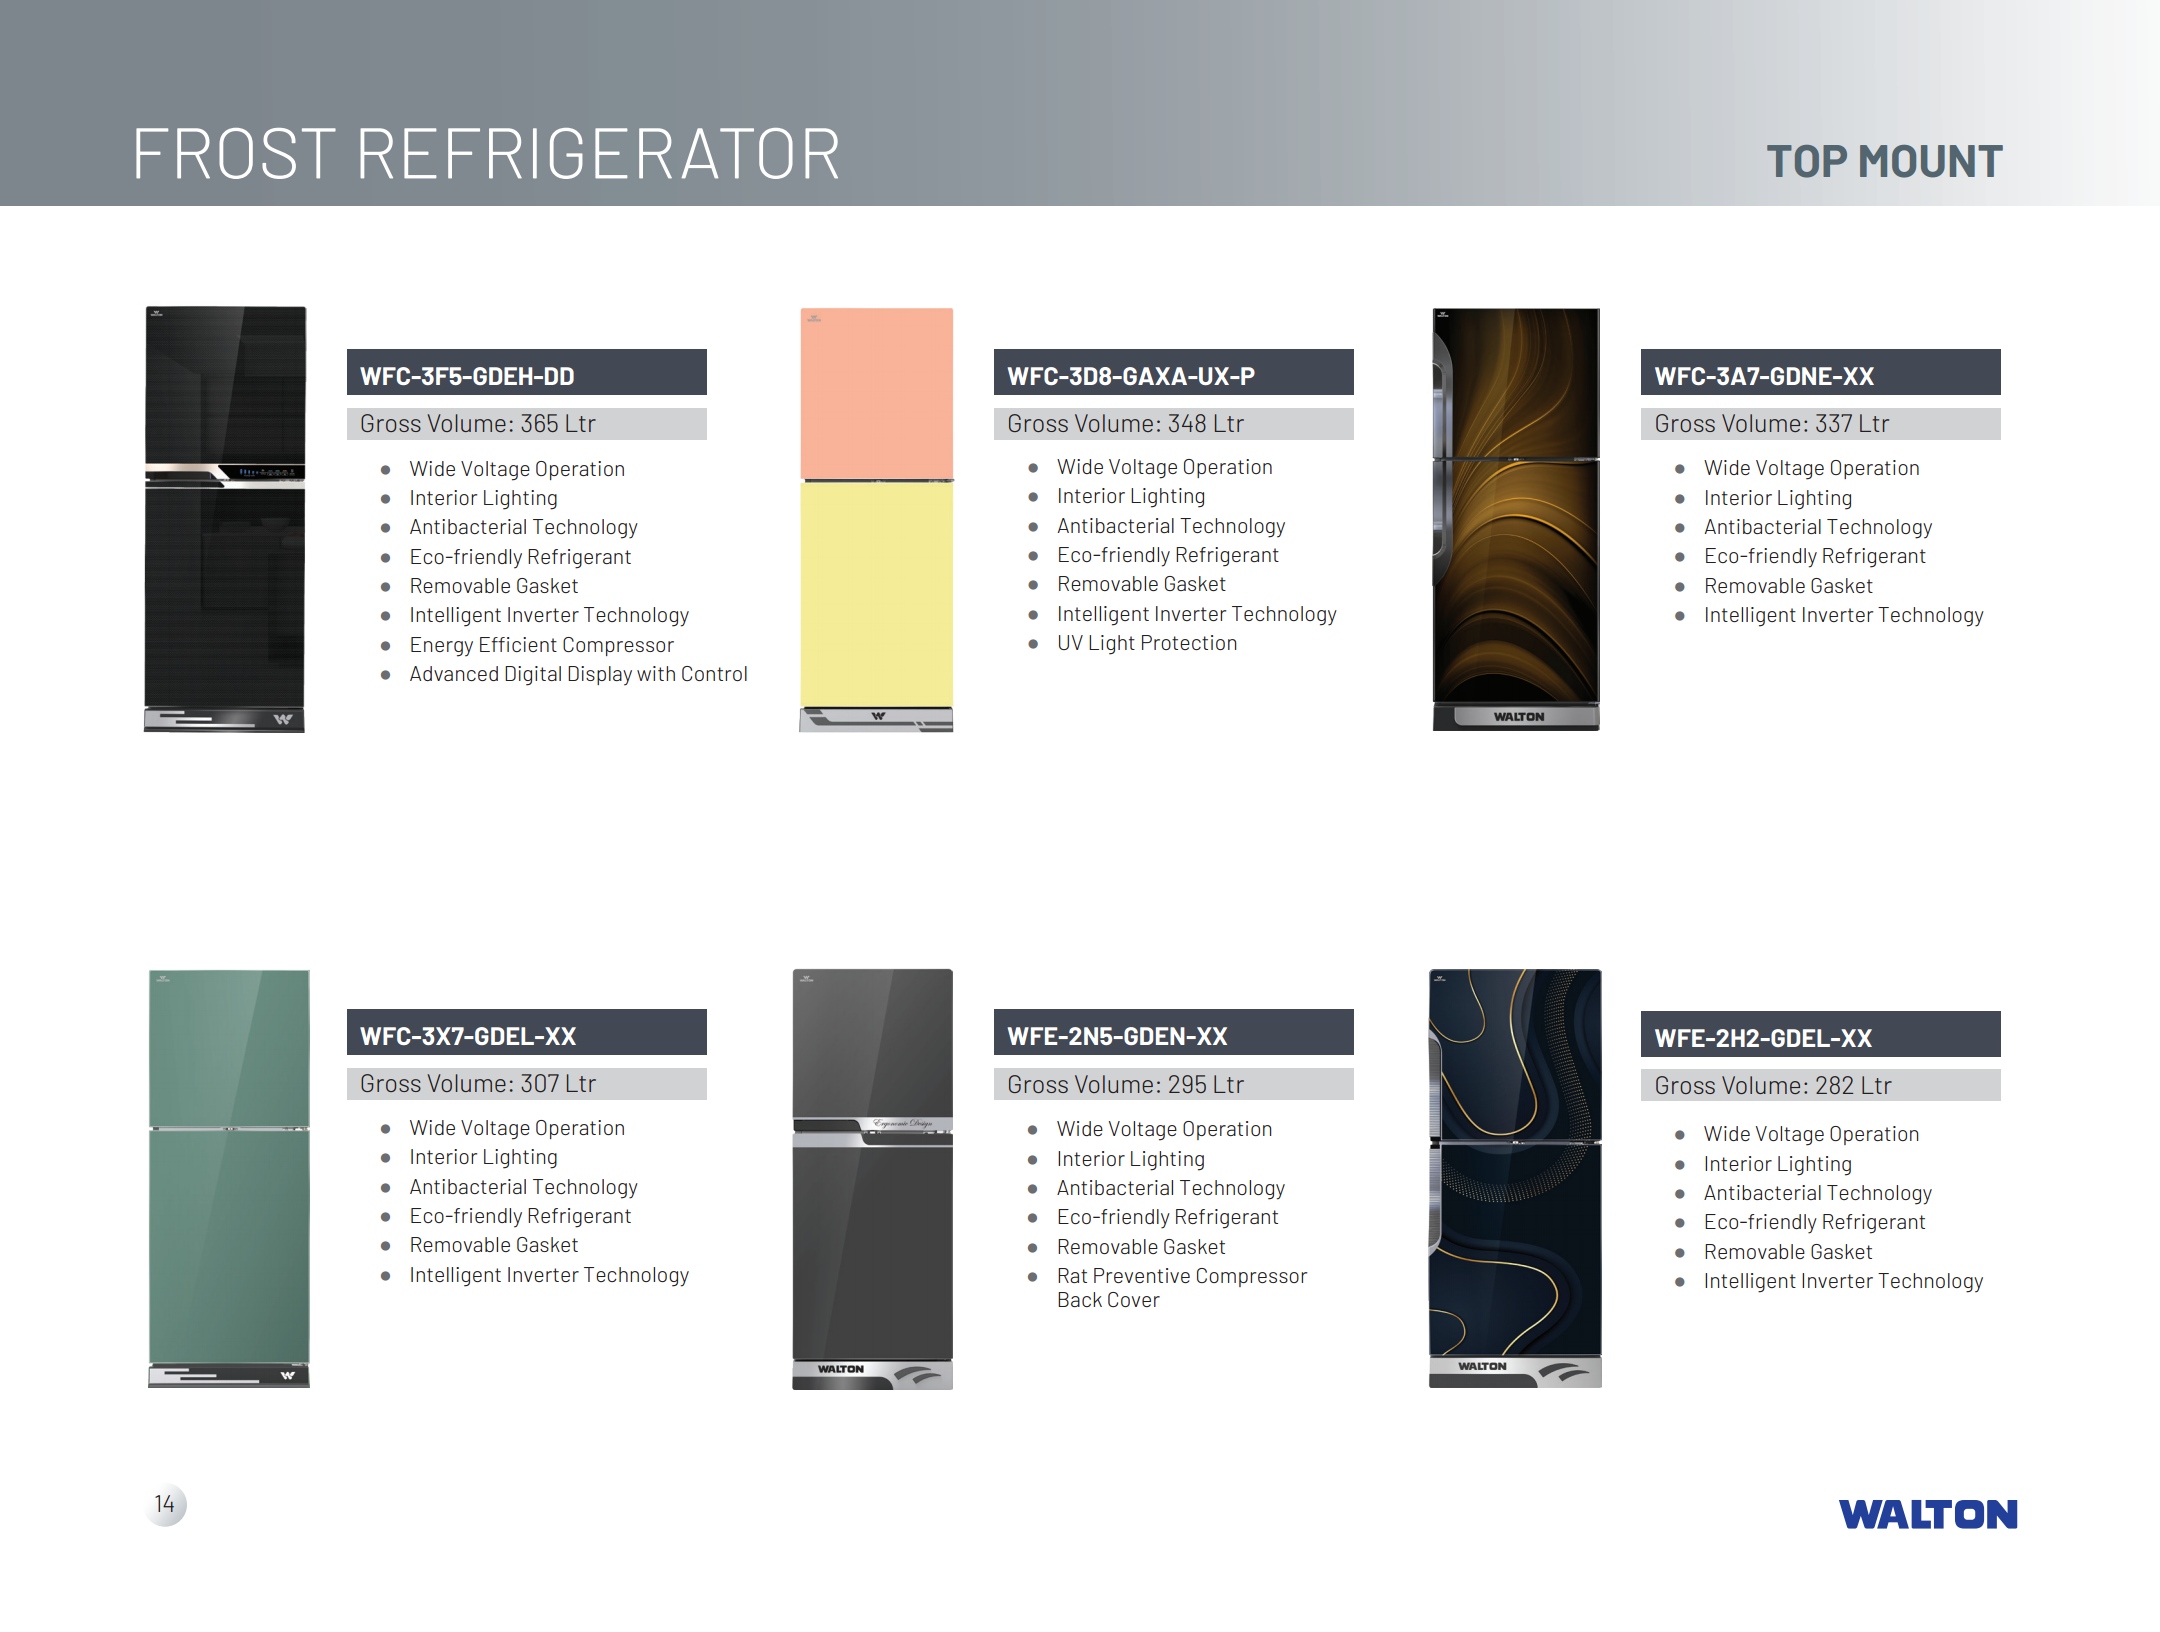 FROST REFRIGERATOR
TOP MOUNT
WFC-3F5-GDEH-DD
Gross Volume: 365 Ltr
● Wide Voltage Operation
● Interior Lighting
● Antibacterial Technology
● Eco-friendly Refrigerant
● Removable Gasket
● Intelligent Inverter Technology
● Energy Efficient Compressor
● Advanced Digital Display with Control
W
WFC-3D8-GAXA-UX-P
Gross Volume: 348 Ltr
● Wide Voltage Operation
● Interior Lighting
● Antibacterial Technology
● Eco-friendly Refrigerant
● Removable Gasket
● Intelligent Inverter Technology
● UV Light Protection
W
WFC-3A7-GDNE-XX
Gross Volume: 337 Ltr
● Wide Voltage Operation
● Interior Lighting
● Antibacterial Technology
● Eco-friendly Refrigerant
● Removable Gasket
● Intelligent Inverter Technology
WALTON
WFC-3X7-GDEL-XX
Gross Volume: 307 Ltr
● Wide Voltage Operation
● Interior Lighting
● Antibacterial Technology
● Eco-friendly Refrigerant
● Removable Gasket
● Intelligent Inverter Technology
W
WFE-2N5-GDEN-XX
Gross Volume: 295 Ltr
Ergonomic Design
● Wide Voltage Operation
● Interior Lighting
● Antibacterial Technology
● Eco-friendly Refrigerant
● Removable Gasket
● Rat Preventive Compressor
Back Cover
WALTON
WFE-2H2-GDEL-XX
Gross Volume: 282 Ltr
● Wide Voltage Operation
● Interior Lighting
● Antibacterial Technology
● Eco-friendly Refrigerant
● Removable Gasket
● Intelligent Inverter Technology
WALTON
14
WALTON